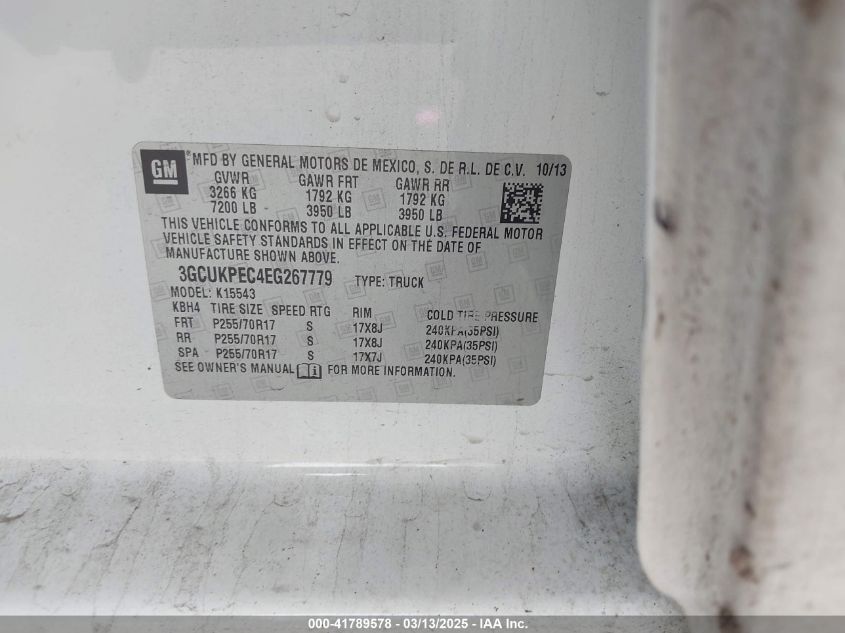 GM
*MFD BY GENERAL MOTORS DE MEXICO, S. DE R.L. DE C.V. 10/13
GVWR GAWR FRT GAWR RR
3266 KG 1792 KG 1792 KG
7200 LB 3950 LB 3950 LB
THIS VEHICLE CONFORMS TO ALL APPLICABLE U.S. FEDERAL MOTOR
VEHICLE SAFETY STANDARDS IN EFFECT ON THE DATE OF
MANUFACTURE SHOWN ABOVE.
3GCUKPEC4EG267779 TYPE: TRUCK
MODEL: K15543
KBH4 TIRE SIZE SPEED RTG RIM COLD TIRE PRESSURE
FRT P255/70R17 S 17X8J 240KPA(35PSI)
RR P255/70R17 S 17X8J 240KPA(35PSI)
SPA P255/70R17 S 17X7J 240KPA(35PSI)
SEE OWNER'S MANUAL FOR MORE INFORMATION.
000-41789578 - 03/13/2025 - IAA Inc.